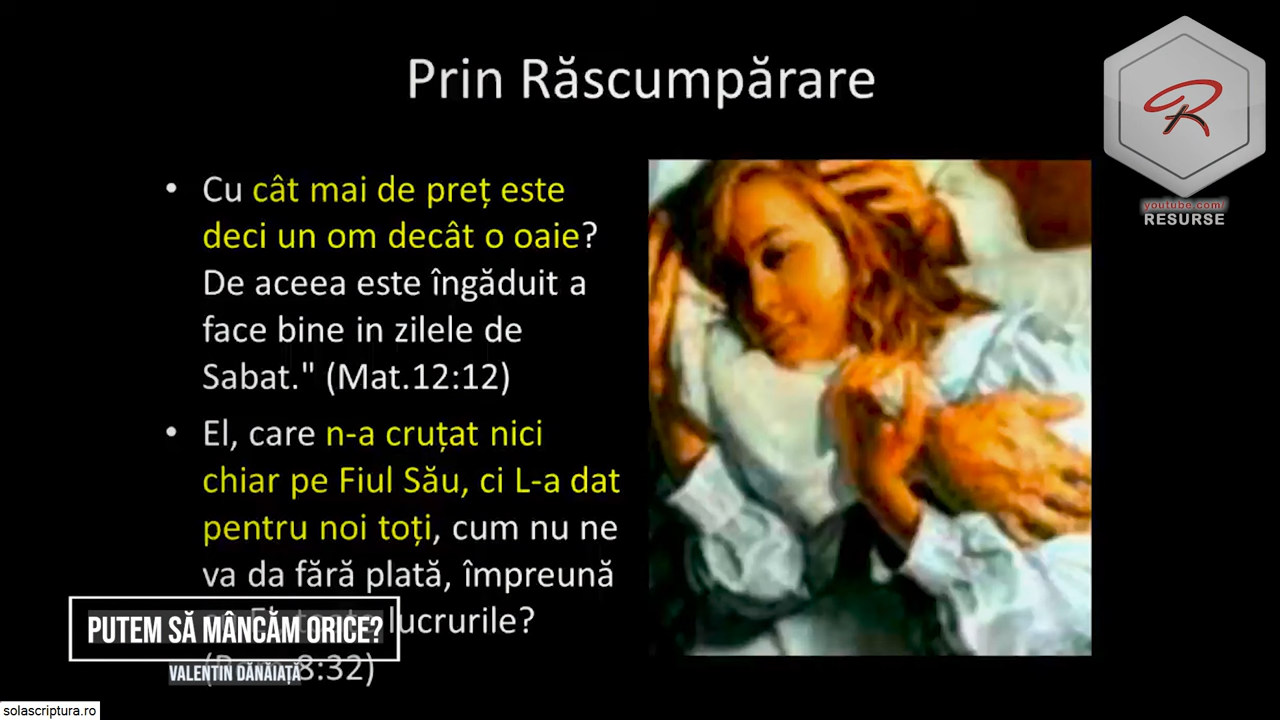 Prin Răscumpărare
youtube.com/
RESURSE
• Cu cât mai de preț este
deci un om decât o oaie?
De aceea este îngăduit a
face bine in zilele de
Sabat." (Mat.12:12)
• El, care n-a cruțat nici
chiar pe Fiul Său, ci L-a dat
pentru noi toți, cum nu ne
va da fără plată, împreună
lucrurile?
8:32)
PUTEM SĂ MÂNCĂM ORICE?
VALENTIN DĂNĂIAȚĂ
solascriptura.ro